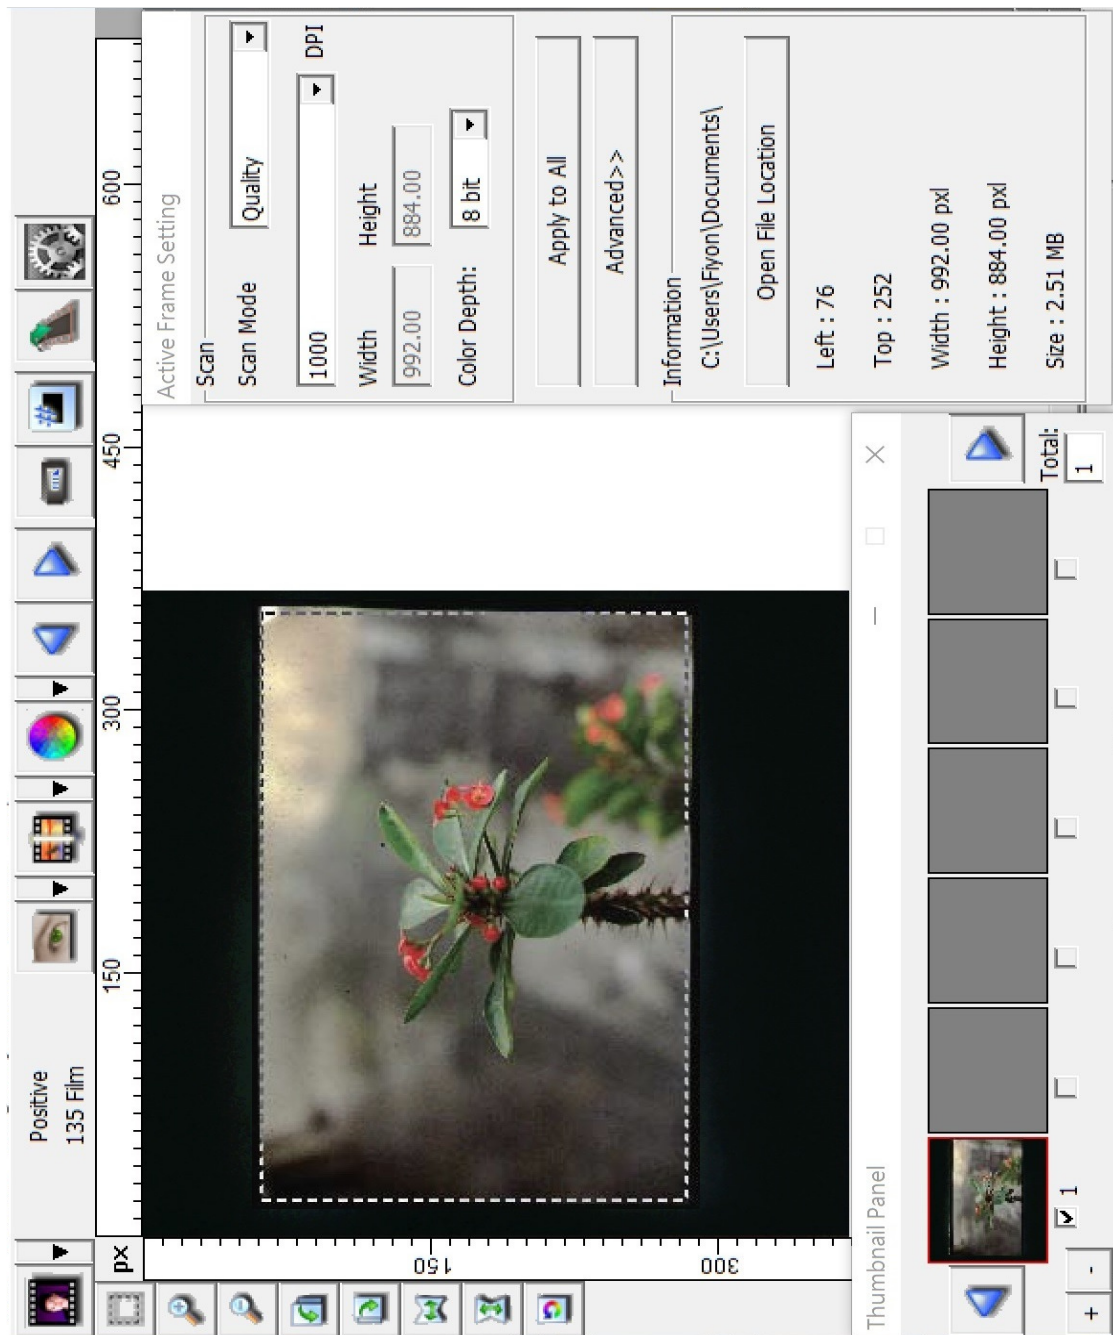 Positive
135 Film
px
150
300
450
600
150
300
Active Frame Setting
Scan
Scan Mode
Quality
1000
DPI
Width
Height
992.00
884.00
Color Depth:
8 bit
Apply to All
Advanced>>
Information
C:\Users\Fiyon\Documents\
Open File Location
Left : 76
Top : 252
Width : 992.00 pxl
Height : 884.00 pxl
Size : 2.51 MB
Thumbnail Panel
1
Total:
1
+
-